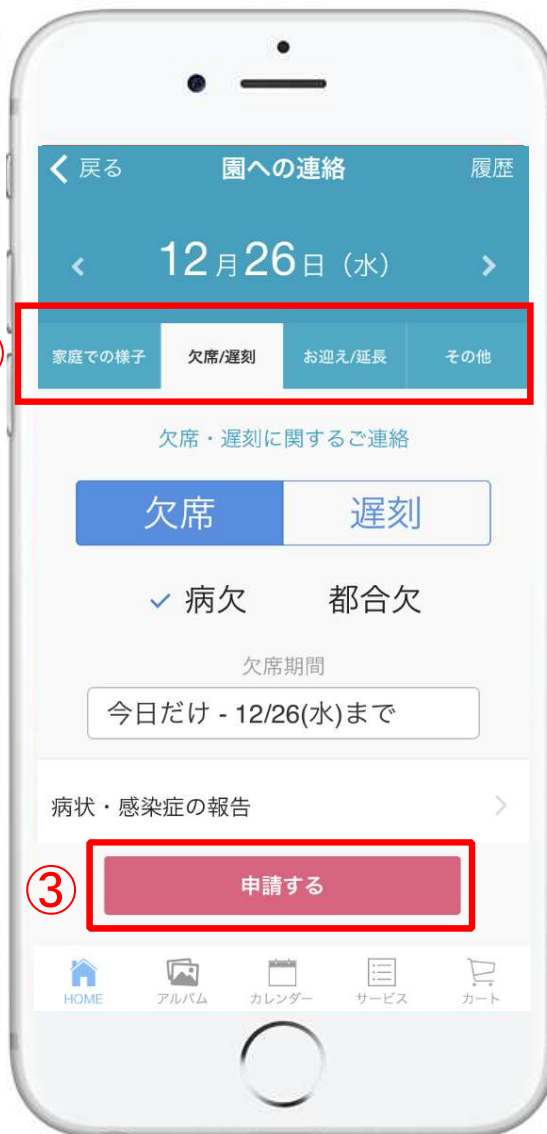 戻る 園への連絡 履歴
12月26日（水）
家庭での様子 欠席/遅刻 お迎え/延長 その他
欠席・遅刻に関するご連絡
欠席 遅刻
病欠 都合欠
欠席期間
今日だけ - 12/26(水)まで
病状・感染症の報告
③ 申請する
HOME アルバム カレンダー サービス カート